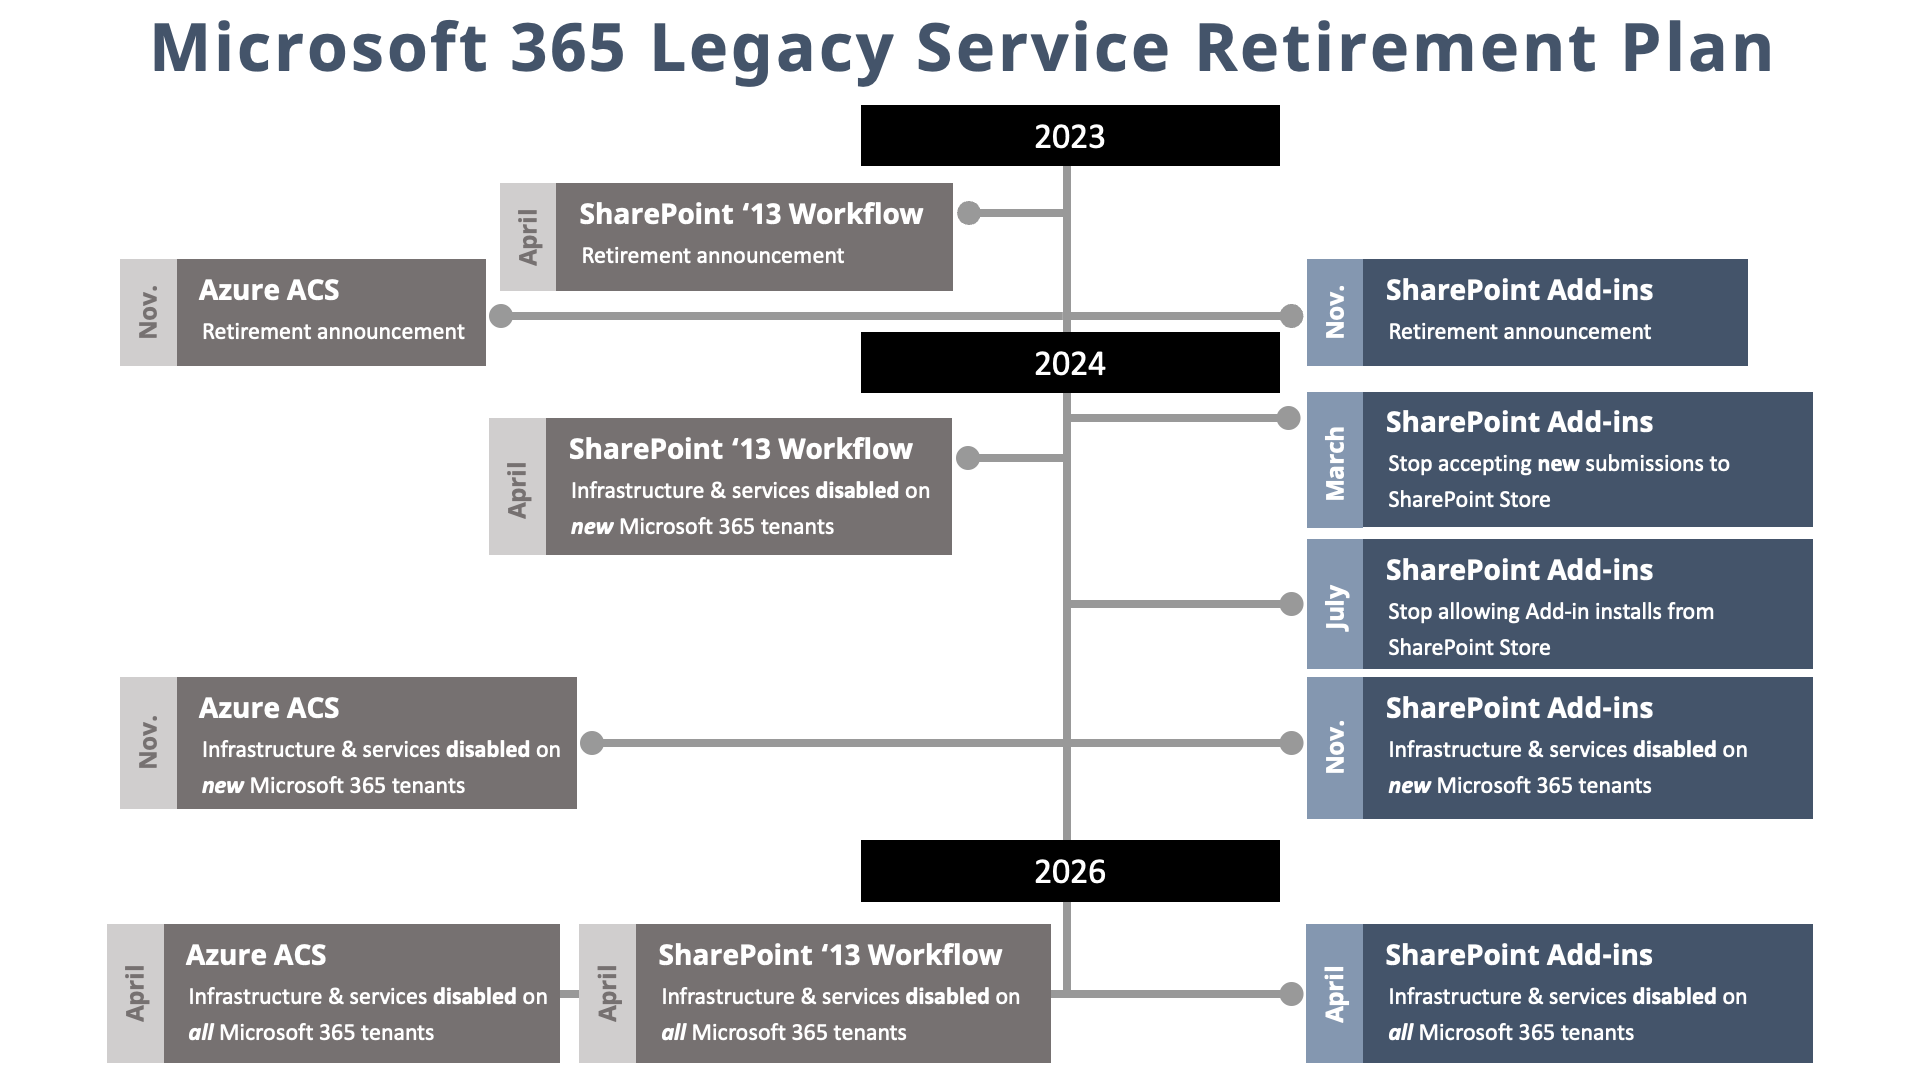 Microsoft 365 Legacy Service Retirement Plan
2023
April
SharePoint ‘13 Workflow
Retirement announcement
Nov.
Azure ACS
Retirement announcement
Nov.
SharePoint Add-ins
Retirement announcement
2024
March
SharePoint Add-ins
Stop accepting new submissions to
SharePoint Store
April
SharePoint ‘13 Workflow
Infrastructure & services disabled on
new Microsoft 365 tenants
July
SharePoint Add-ins
Stop allowing Add-in installs from
SharePoint Store
Nov.
Azure ACS
Infrastructure & services disabled on
new Microsoft 365 tenants
Nov.
SharePoint Add-ins
Infrastructure & services disabled on
new Microsoft 365 tenants
2026
April
Azure ACS
Infrastructure & services disabled on
all Microsoft 365 tenants
April
SharePoint ‘13 Workflow
Infrastructure & services disabled on
all Microsoft 365 tenants
April
SharePoint Add-ins
Infrastructure & services disabled on
all Microsoft 365 tenants